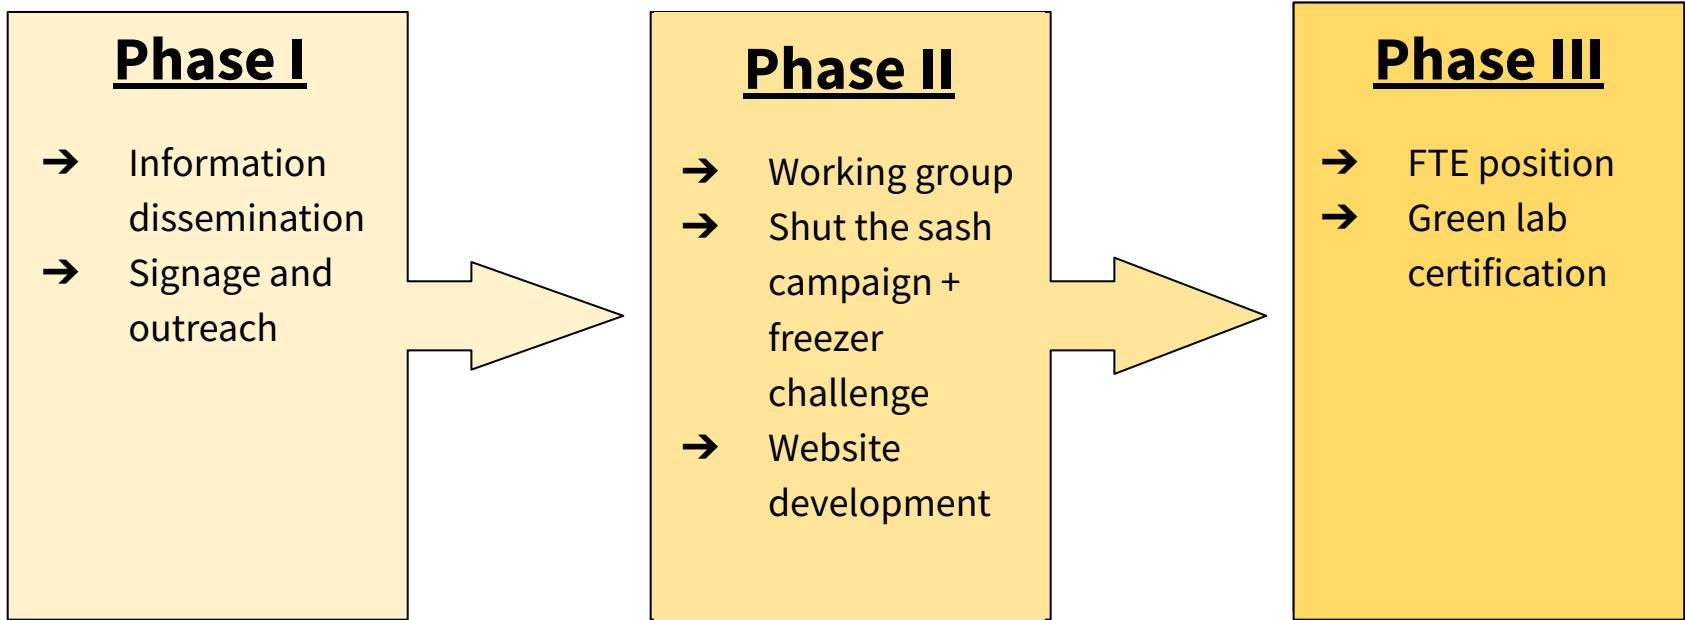 Phase I
➔ Information
dissemination
➔ Signage and
outreach
Phase II
➔ Working group
➔ Shut the sash
campaign +
freezer
challenge
➔ Website
development
Phase III
➔ FTE position
➔ Green lab
certification